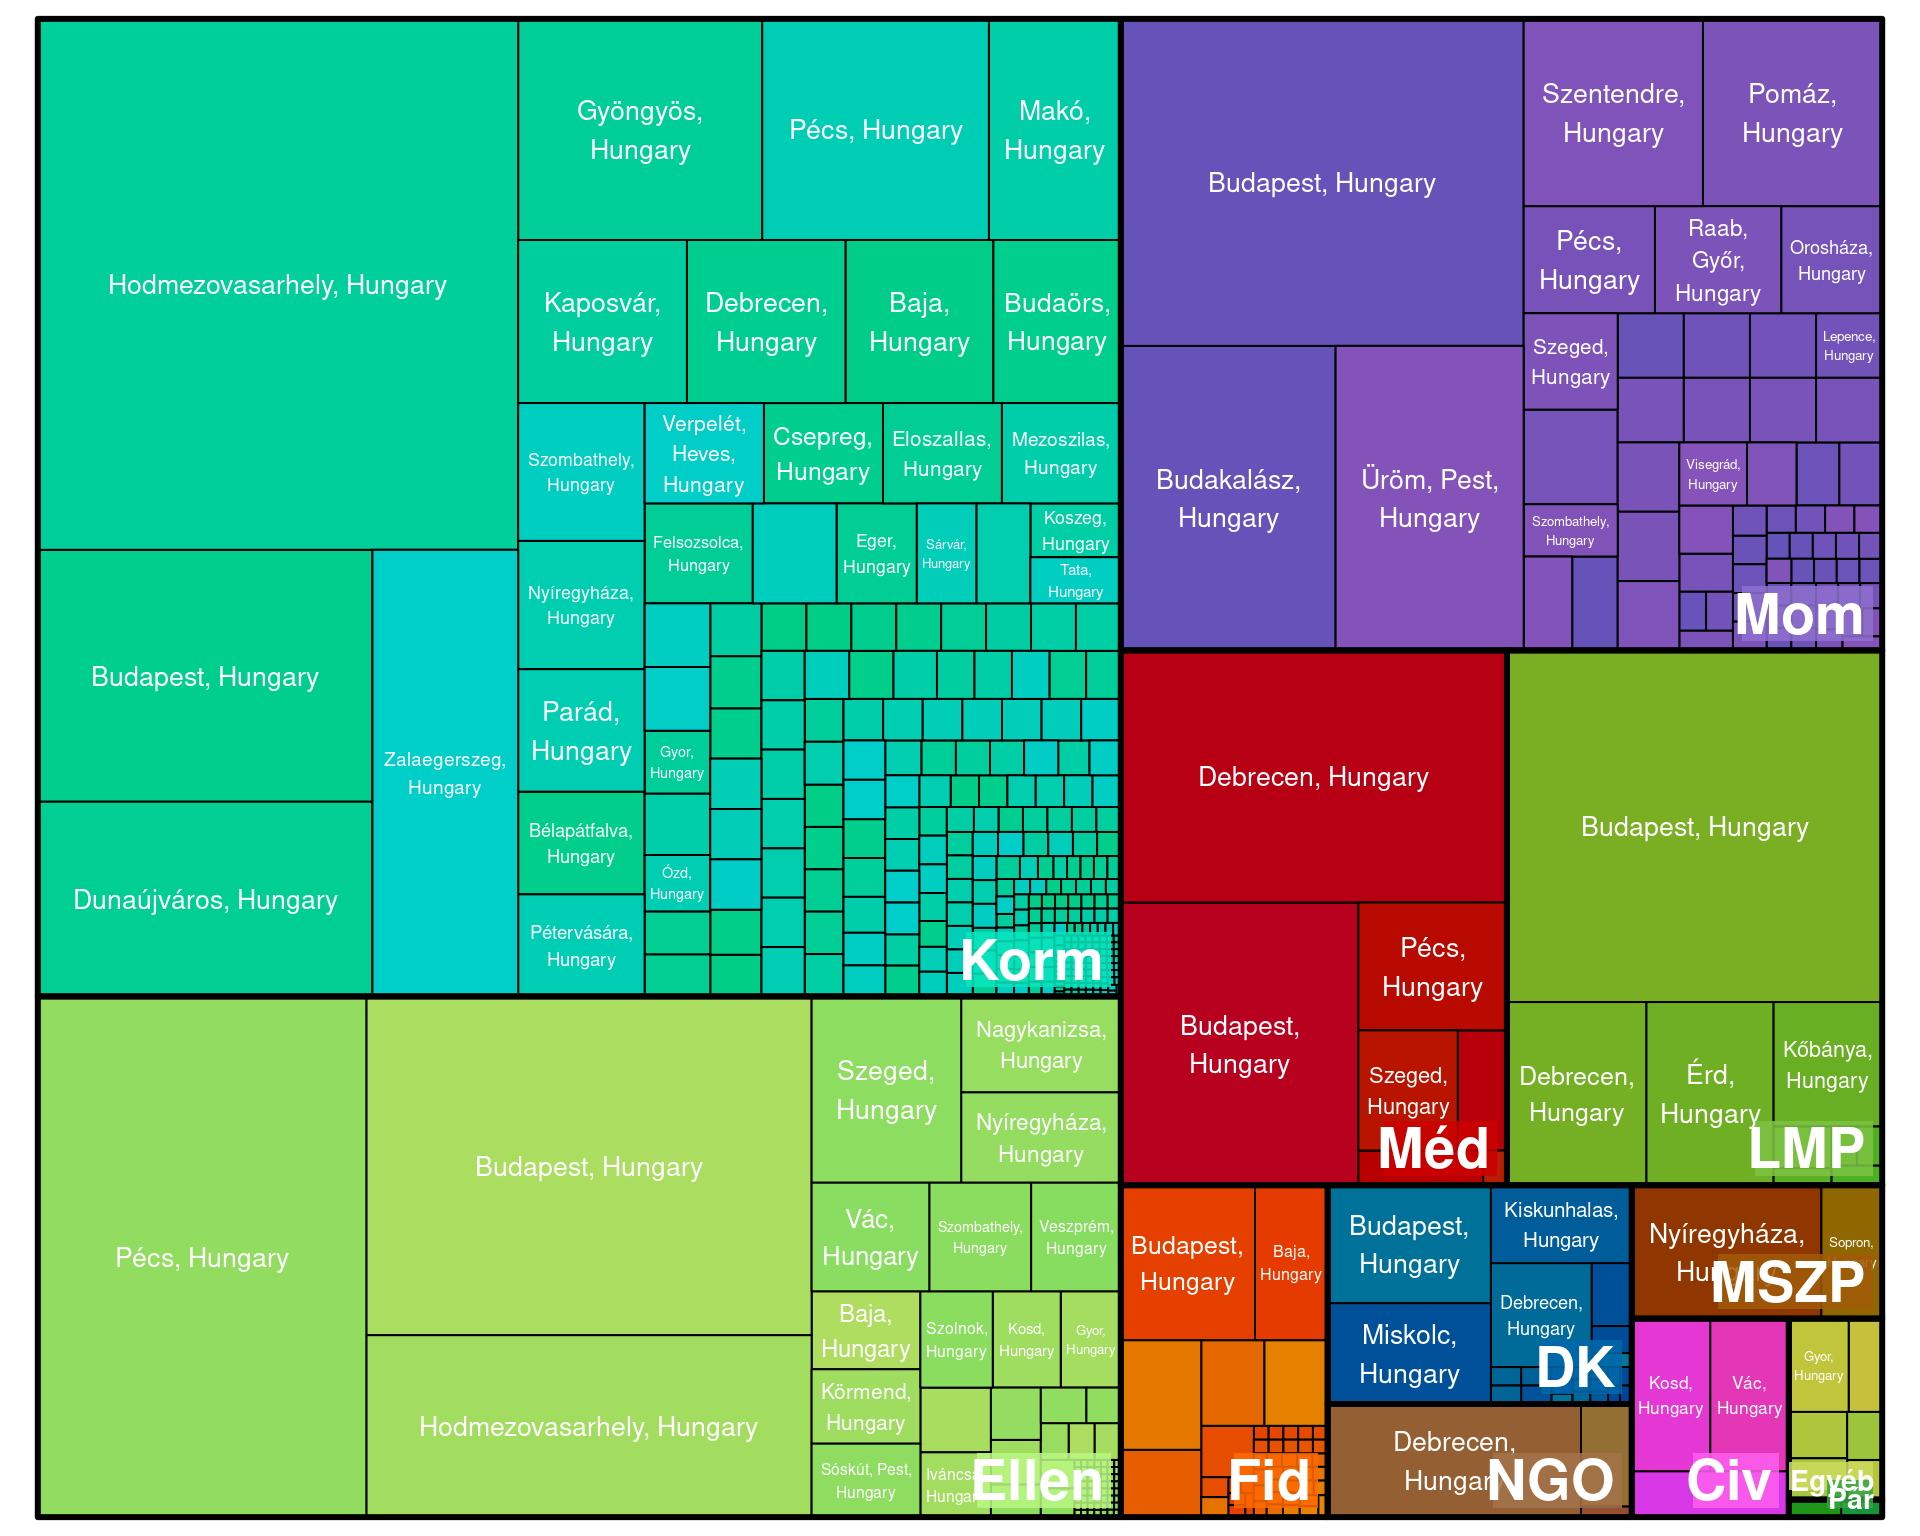 Hodmezovasarhely, Hungary
Gyöngyös,
Hungary
Pécs, Hungary
Makó,
Hungary
Kaposvár,
Hungary
Debrecen,
Hungary
Baja,
Hungary
Budaörs,
Hungary
Szombathely,
Hungary
Verpelét,
Heves,
Hungary
Csepreg,
Hungary
Eloszallas,
Hungary
Mezoszilas,
Hungary
Felsozsolca,
Hungary
Eger,
Hungary
Sárvár,
Hungary
Koszeg,
Hungary
Tata,
Hungary
Nyíregyháza,
Hungary
Budapest, Hungary
Zalaegerszeg,
Hungary
Parád,
Hungary
Gyor,
Hungary
Dunaújváros, Hungary
Bélapátfalva,
Hungary
Ózd,
Hungary
Pétervására,
Hungary
Korm
Budapest, Hungary
Szentendre,
Hungary
Pomáz,
Hungary
Pécs,
Hungary
Raab,
Győr,
Hungary
Orosháza,
Hungary
Szeged,
Hungary
Lepence,
Hungary
Budakalász,
Hungary
Üröm, Pest,
Hungary
Visegrád,
Hungary
Szombathely,
Hungary
Mom
Debrecen, Hungary
Budapest,
Hungary
Pécs,
Hungary
Szeged,
Hungary
Méd
Budapest, Hungary
Debrecen,
Hungary
Érd,
Hungary
Kőbánya,
Hungary
LMP
Pécs, Hungary
Budapest, Hungary
Hodmezovasarhely, Hungary
Szeged,
Hungary
Nagykanizsa,
Hungary
Nyíregyháza,
Hungary
Vác,
Hungary
Szombathely,
Hungary
Veszprém,
Hungary
Baja,
Hungary
Szolnok,
Hungary
Kosd,
Hungary
Gyor,
Hungary
Körmend,
Hungary
Sóskút, Pest,
Hungary
Iváncsa
Hungary
Ellen
Budapest,
Hungary
Baja,
Hungary
Fid
Budapest,
Hungary
Kiskunhalas,
Hungary
Debrecen,
Hungary
Miskolc,
Hungary
DK
Nyíregyháza,
Hungary
Sopron,
MSZP
Debrecen,
Hungary
NGO
Kosd,
Hungary
Vác,
Hungary
Civ
Gyor,
Hungary
Egyéb
Pár